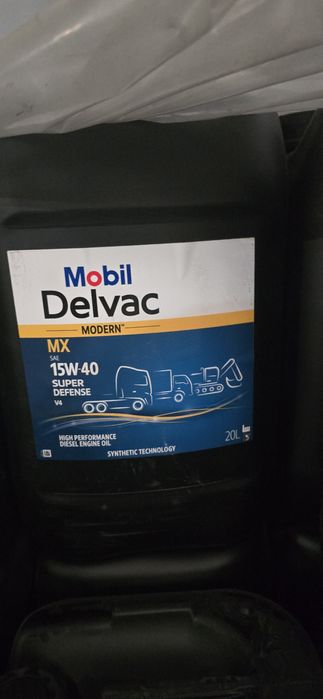 Mobil
Delvac
MODERN™
MX
SAE
15W-40
SUPER
DEFENSE
V4
HIGH PERFORMANCE
DIESEL ENGINE OIL
20L
SYNTHETIC TECHNOLOGY